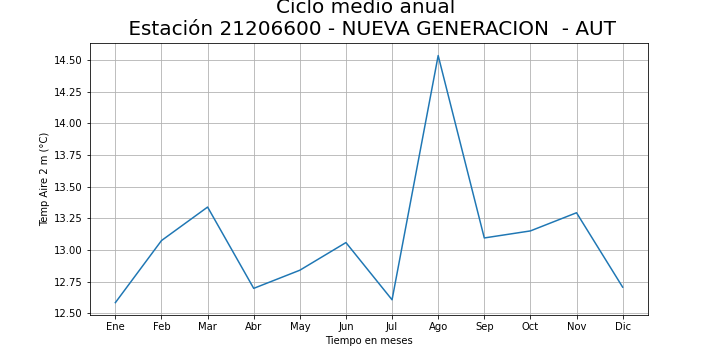 Ciclo medio anual
Estación 21206600 - NUEVA GENERACION  - AUT
Temp Aire 2 m (°C)
14.50
14.25
14.00
13.75
13.50
13.25
13.00
12.75
12.50
Ene Feb Mar Abr May Jun Jul Ago Sep Oct Nov Dic
Tiempo en meses